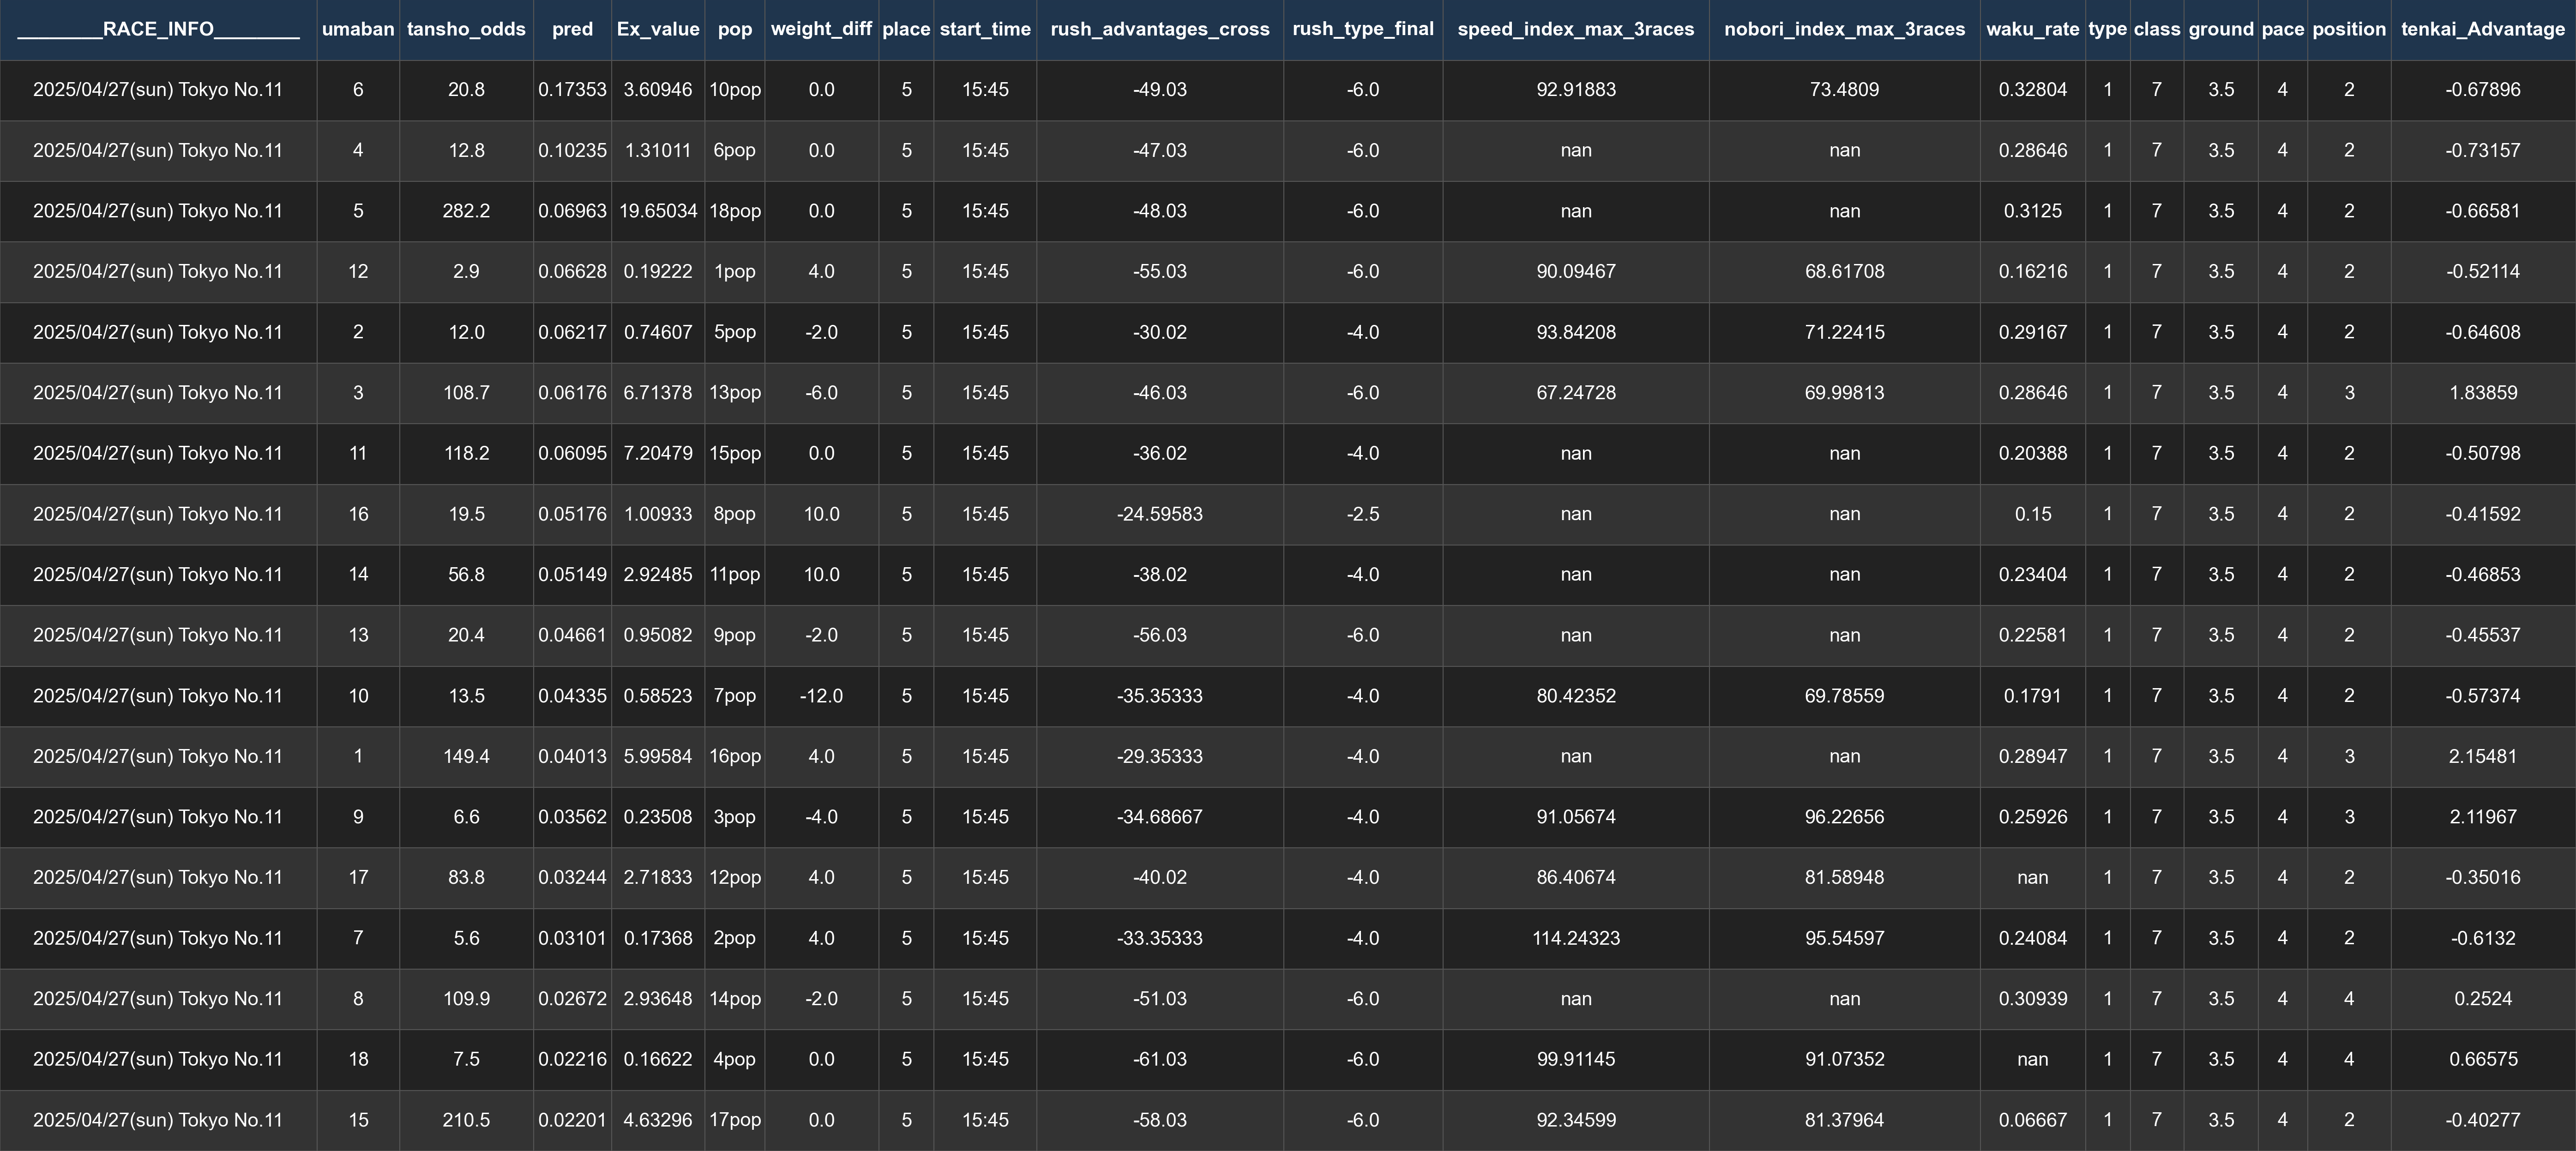 ________RACE_INFO________ umaban tansho_odds pred Ex_value pop weight_diff place start_time rush_advantages_cross rush_type_final speed_index_max_3races nobori_index_max_3races waku_rate type class ground pace position tenkai_Advantage
2025/04/27(sun) Tokyo No.11 6 20.8 0.17353 3.60946 10pop 0.0 5 15:45 -49.03 -6.0 92.91883 73.4809 0.32804 1 7 3.5 4 2 -0.67896
2025/04/27(sun) Tokyo No.11 4 12.8 0.10235 1.31011 6pop 0.0 5 15:45 -47.03 -6.0 nan nan 0.28646 1 7 3.5 4 2 -0.73157
2025/04/27(sun) Tokyo No.11 5 282.2 0.06963 19.65034 18pop 0.0 5 15:45 -48.03 -6.0 nan nan 0.3125 1 7 3.5 4 2 -0.66581
2025/04/27(sun) Tokyo No.11 12 2.9 0.06628 0.19222 1pop 4.0 5 15:45 -55.03 -6.0 90.09467 68.61708 0.16216 1 7 3.5 4 2 -0.52114
2025/04/27(sun) Tokyo No.11 2 12.0 0.06217 0.74607 5pop -2.0 5 15:45 -30.02 -4.0 93.84208 71.22415 0.29167 1 7 3.5 4 2 -0.64608
2025/04/27(sun) Tokyo No.11 3 108.7 0.06176 6.71378 13pop -6.0 5 15:45 -46.03 -6.0 67.24728 69.99813 0.28646 1 7 3.5 4 3 1.83859
2025/04/27(sun) Tokyo No.11 11 118.2 0.06095 7.20479 15pop 0.0 5 15:45 -36.02 -4.0 nan nan 0.20388 1 7 3.5 4 2 -0.50798
2025/04/27(sun) Tokyo No.11 16 19.5 0.05176 1.00933 8pop 10.0 5 15:45 -24.59583 -2.5 nan nan 0.15 1 7 3.5 4 2 -0.41592
2025/04/27(sun) Tokyo No.11 14 56.8 0.05149 2.92485 11pop 10.0 5 15:45 -38.02 -4.0 nan nan 0.23404 1 7 3.5 4 2 -0.46853
2025/04/27(sun) Tokyo No.11 13 20.4 0.04661 0.95082 9pop -2.0 5 15:45 -56.03 -6.0 nan nan 0.22581 1 7 3.5 4 2 -0.45537
2025/04/27(sun) Tokyo No.11 10 13.5 0.04335 0.58523 7pop -12.0 5 15:45 -35.35333 -4.0 80.42352 69.78559 0.1791 1 7 3.5 4 2 -0.57374
2025/04/27(sun) Tokyo No.11 1 149.4 0.04013 5.99584 16pop 4.0 5 15:45 -29.35333 -4.0 nan nan 0.28947 1 7 3.5 4 3 2.15481
2025/04/27(sun) Tokyo No.11 9 6.6 0.03562 0.23508 3pop -4.0 5 15:45 -34.68667 -4.0 91.05674 96.22656 0.25926 1 7 3.5 4 3 2.11967
2025/04/27(sun) Tokyo No.11 17 83.8 0.03244 2.71833 12pop 4.0 5 15:45 -40.02 -4.0 86.40674 81.58948 nan 1 7 3.5 4 2 -0.35016
2025/04/27(sun) Tokyo No.11 7 5.6 0.03101 0.17368 2pop 4.0 5 15:45 -33.35333 -4.0 114.24323 95.54597 0.24084 1 7 3.5 4 2 -0.6132
2025/04/27(sun) Tokyo No.11 8 109.9 0.02672 2.93648 14pop -2.0 5 15:45 -51.03 -6.0 nan nan 0.30939 1 7 3.5 4 4 0.2524
2025/04/27(sun) Tokyo No.11 18 7.5 0.02216 0.16622 4pop 0.0 5 15:45 -61.03 -6.0 99.91145 91.07352 nan 1 7 3.5 4 4 0.66575
2025/04/27(sun) Tokyo No.11 15 210.5 0.02201 4.63296 17pop 0.0 5 15:45 -58.03 -6.0 92.34599 81.37964 0.06667 1 7 3.5 4 2 -0.40277